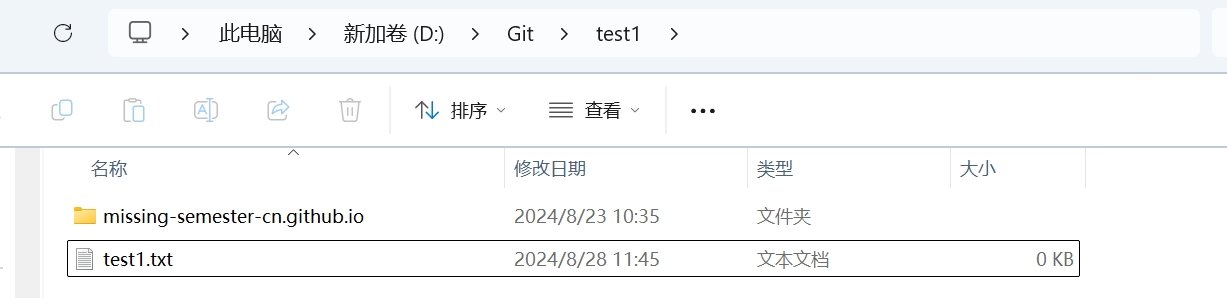 此电脑 > 新加卷 (D:) > Git > test1 >
排序 查看
名称 修改日期 类型 大小
missing-semester-cn.github.io 2024/8/23 10:35 文件夹
test1.txt 2024/8/28 11:45 文本文档 0 KB